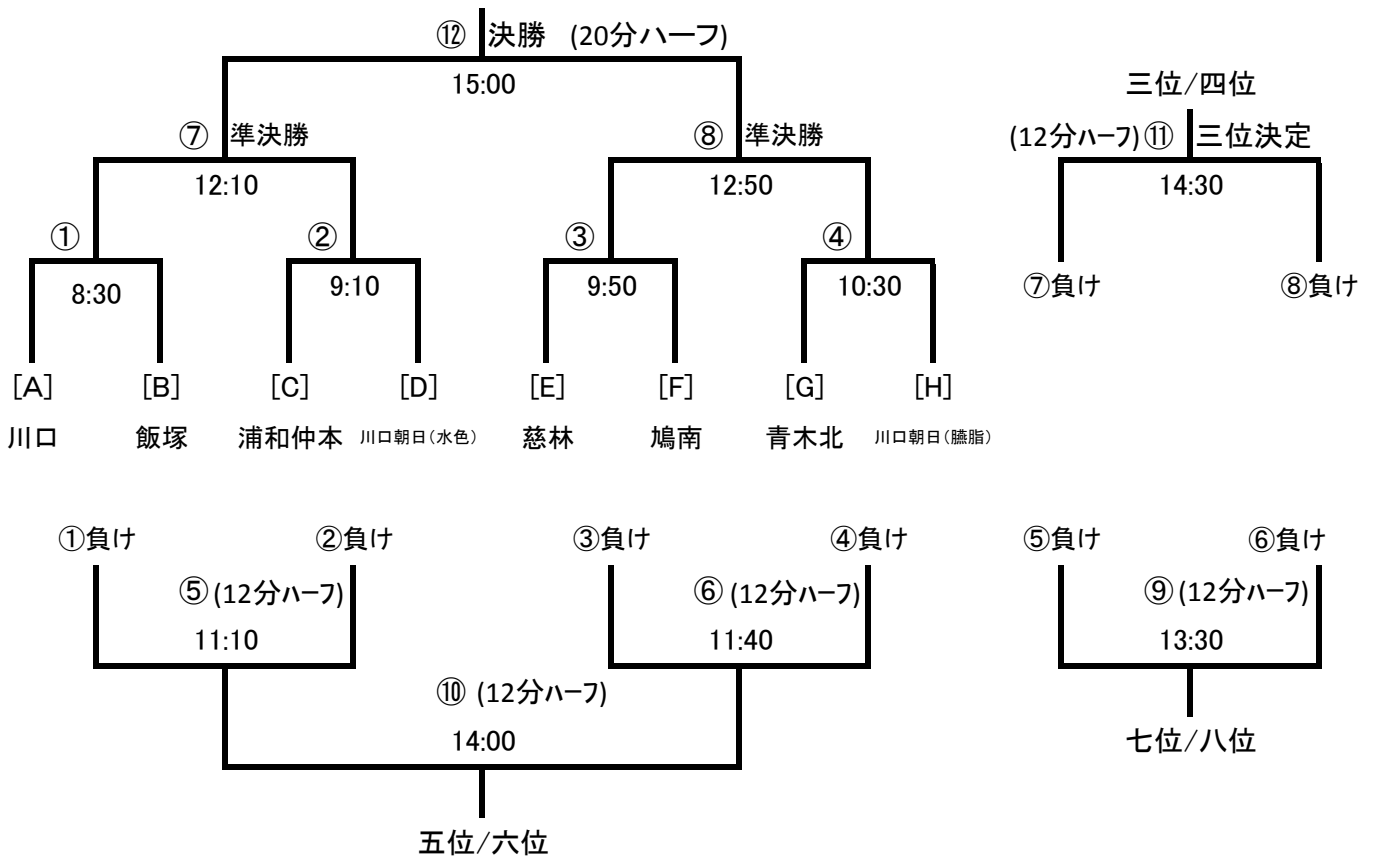 ⑫ 決勝 (20分ハーフ)
15:00
三位/四位
⑦ 準決勝
⑧ 準決勝
(12分ハーフ) ⑪ 三位決定
12:10
12:50
14:30
①
②
③
④
8:30
9:10
9:50
10:30
⑦負け
⑧負け
[A]
[B]
[C]
[D]
[E]
[F]
[G]
[H]
川口
飯塚
浦和仲本
川口朝日(水色)
慈林
鳩南
青木北
川口朝日(臙脂)
①負け
②負け
③負け
④負け
⑤負け
⑥負け
⑤ (12分ハーフ)
⑥ (12分ハーフ)
⑨ (12分ハーフ)
11:10
11:40
13:30
⑩ (12分ハーフ)
14:00
七位/八位
五位/六位